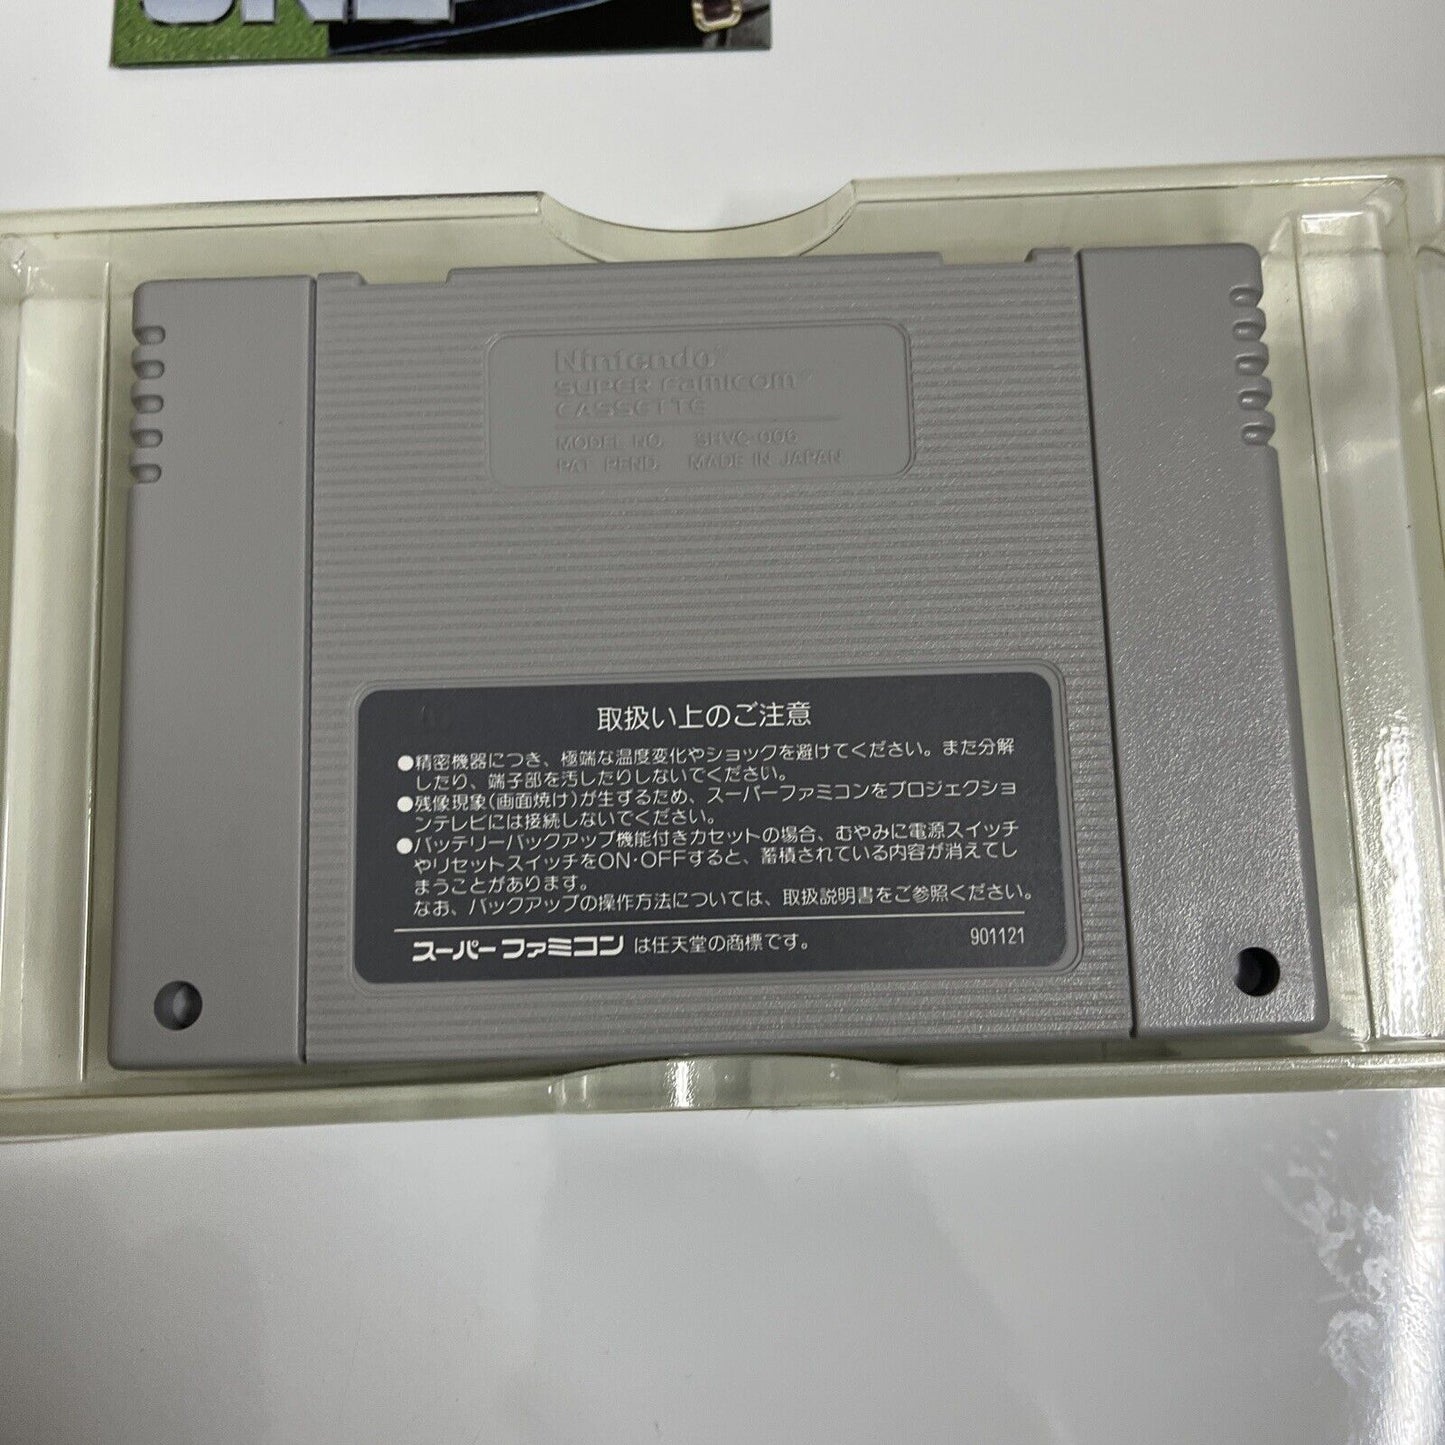 Nintendo
SUPER FAMICOM
CASSETTE
MODEL NO. SHVC-006
PAT. PEND. MADE IN JAPAN
取扱い上のご注意
●精密機器につき、極端な温度変化やショックを避けてください。また分解
したり、端子部を汚したりしないでください。
●残像現象(画面焼け)が生ずるため、スーパーファミコンをプロジェクショ
ンテレビには接続しないでください。
●バッテリーバックアップ機能付きカセットの場合、むやみに電源スイッチ
やリセットスイッチをON・OFFすると、蓄積されている内容が消えてし
まうことがあります。
なお、バックアップの操作方法については、取扱説明書をご参照ください。
スーパーファミコン は任天堂の商標です。 901121